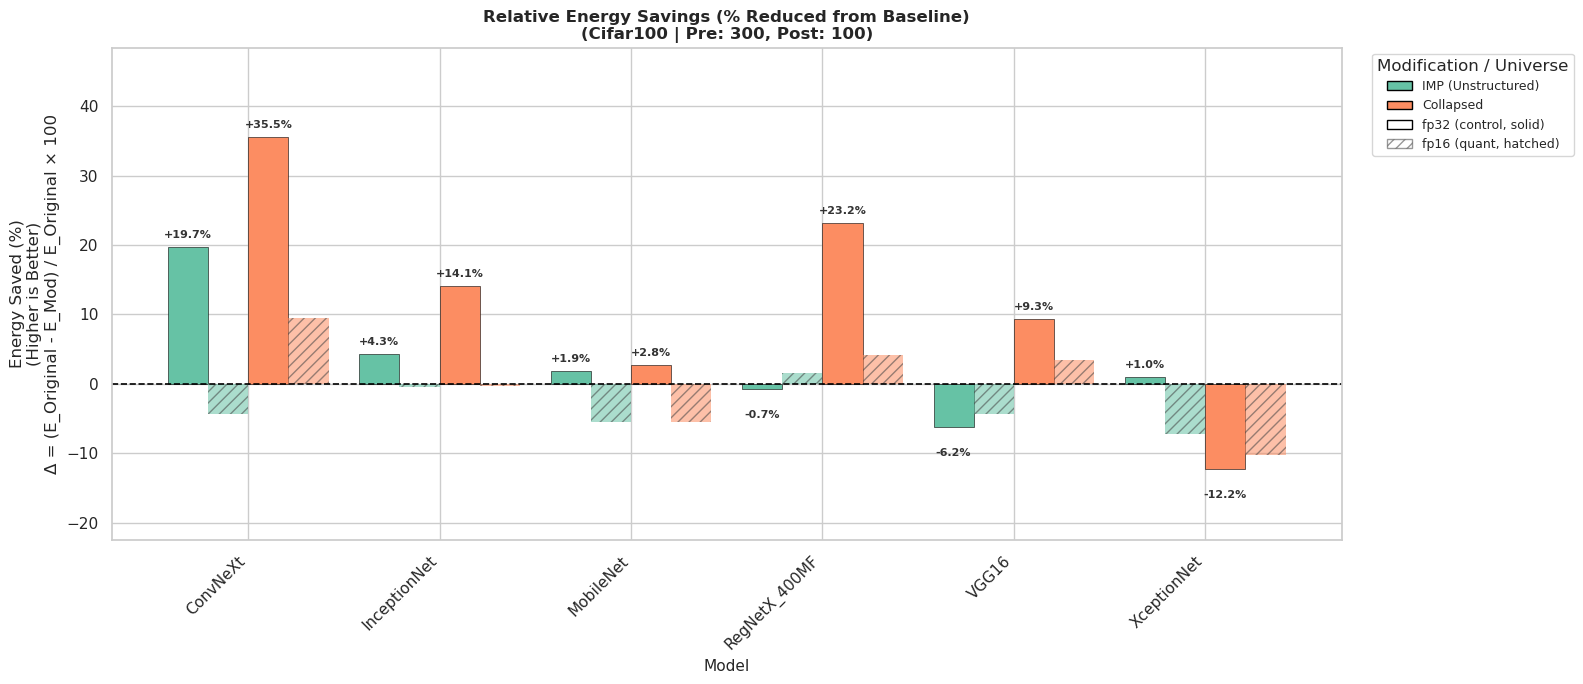 Relative Energy Savings (% Reduced from Baseline)
(Cifar100 | Pre: 300, Post: 100)
Energy Saved (%)
(Higher is Better)
Δ = (E_Original - E_Mod) / E_Original × 100
40
30
20
10
0
−10
−20
+19.7%
+35.5%
+4.3%
+14.1%
+1.9%
+2.8%
-0.7%
+23.2%
-6.2%
+9.3%
+1.0%
-12.2%
ConvNeXt
InceptionNet
MobileNet
RegNetX_400MF
VGG16
XceptionNet
Model
Modification / Universe
IMP (Unstructured)
Collapsed
fp32 (control, solid)
fp16 (quant, hatched)